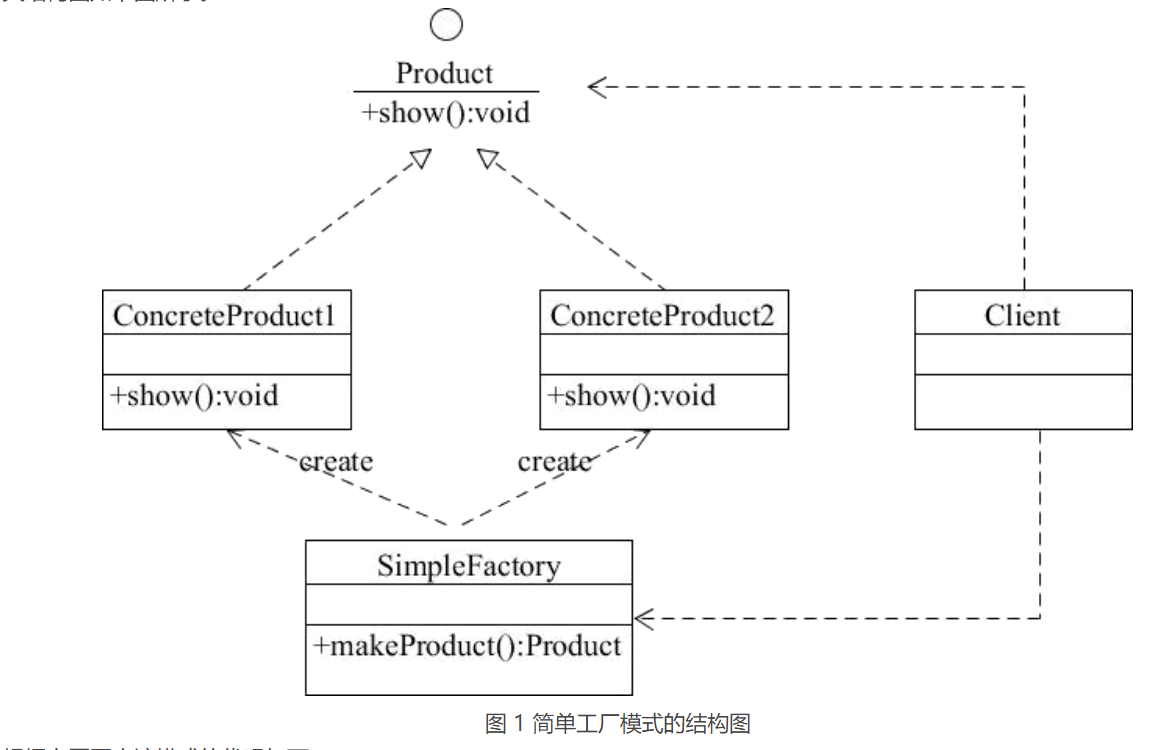 Product
+show():void
ConcreteProduct1
+show():void
ConcreteProduct2
+show():void
Client
create
create
SimpleFactory
+makeProduct():Product
图 1 简单工厂模式的结构图